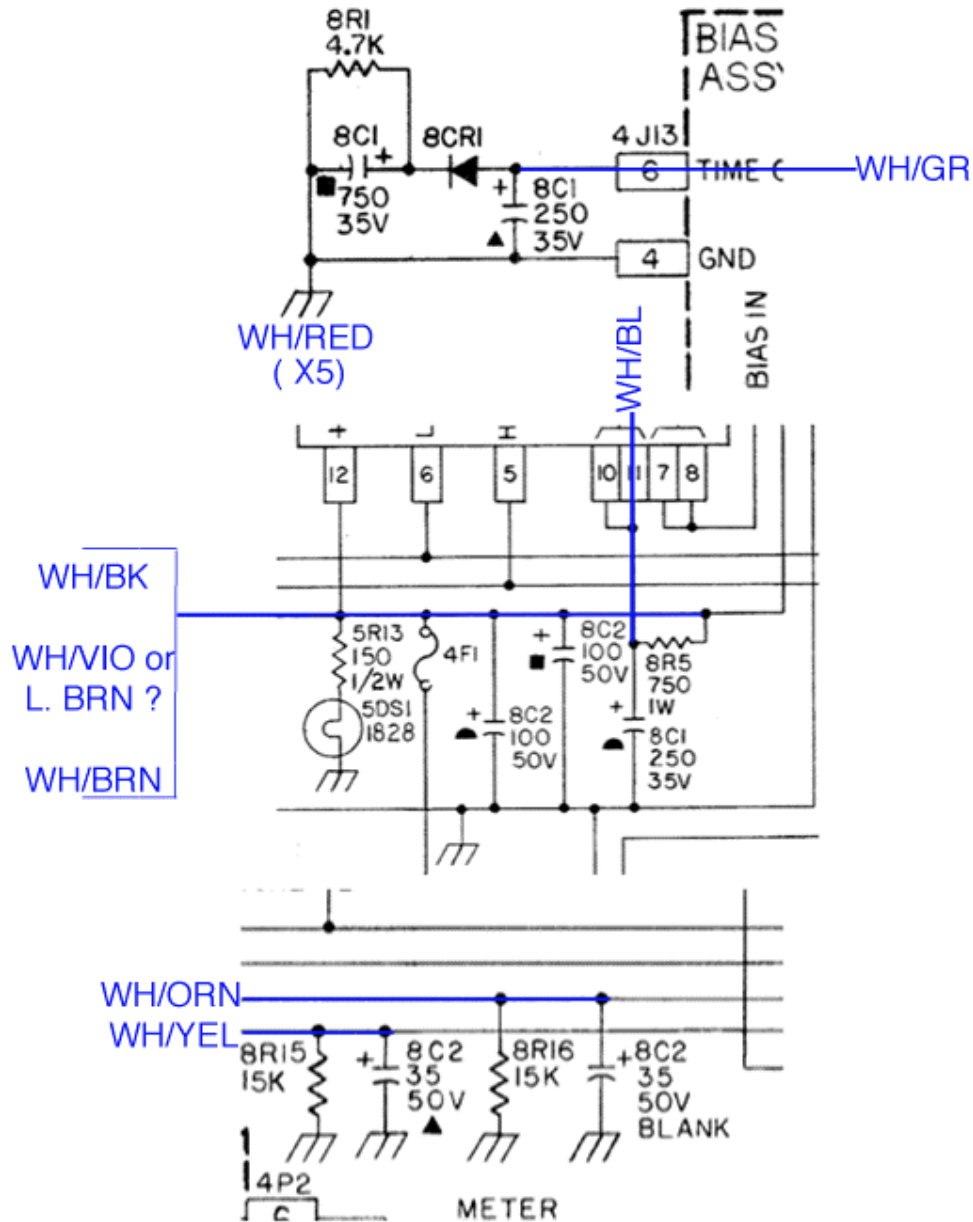 8R1
4.7K
BIAS
ASS'
8C1
8CR1
4 J13
+
6
TIME (
WH/GR
750
35V
+
8C1
250
35V
4
GND
WH/RED
( X5)
WH/BL
BIAS IN
+
L
H
12
6
5
10
11
7
8
WH/BK
WH/VIO or
L. BRN ?
WH/BRN
5R13
150
1/2W
5DS1
1828
4F1
+
8C2
100
50V
+
8C2
100
50V
8R5
750
1W
+
8C1
250
35V
WH/ORN
WH/YEL
8R15
15K
+
8C2
35
50V
8R16
15K
+
8C2
35
50V
BLANK
4P2
METER